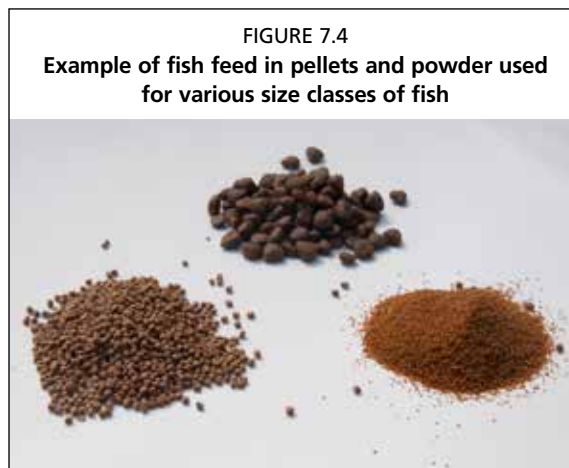 FIGURE 7.4
Example of fish feed in pellets and powder used
for various size classes of fish